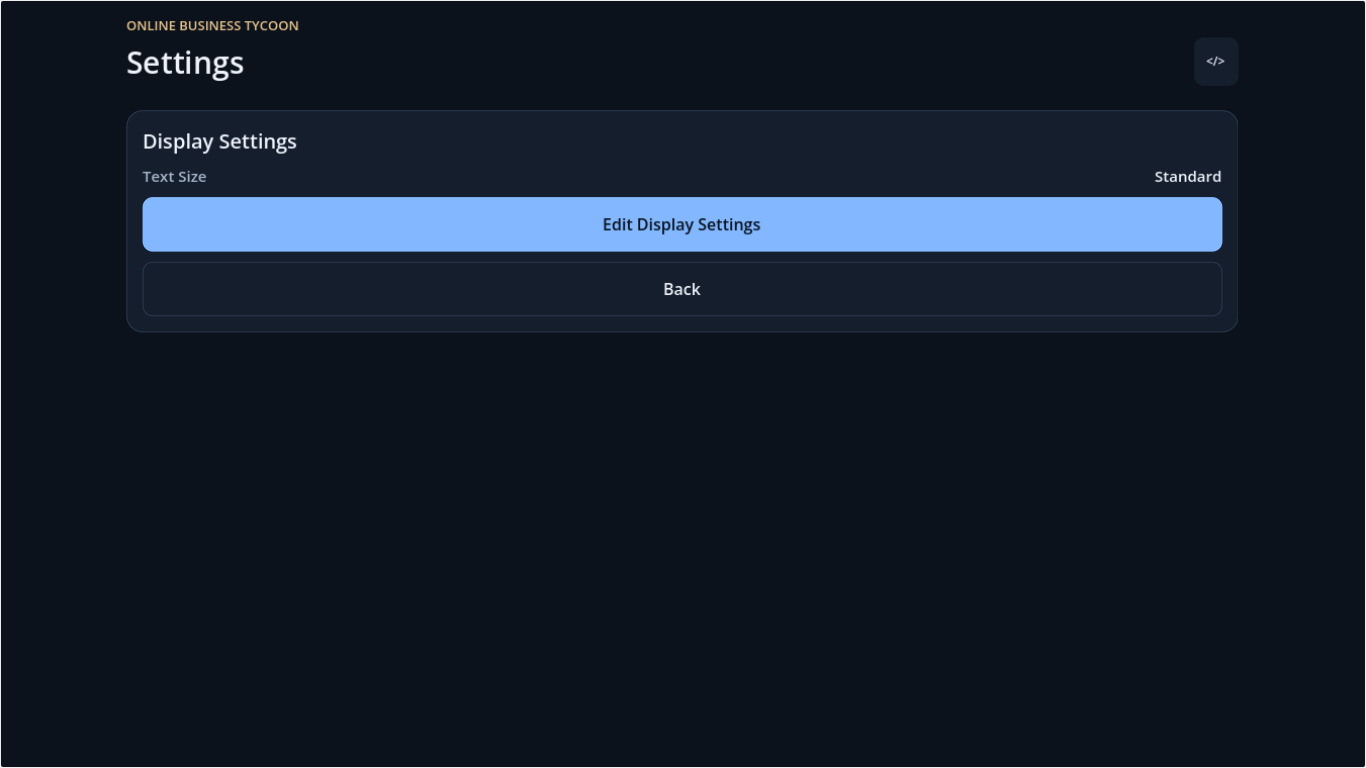 ONLINE BUSINESS TYCOON
Settings
</>
Display Settings
Text Size Standard
Edit Display Settings
Back